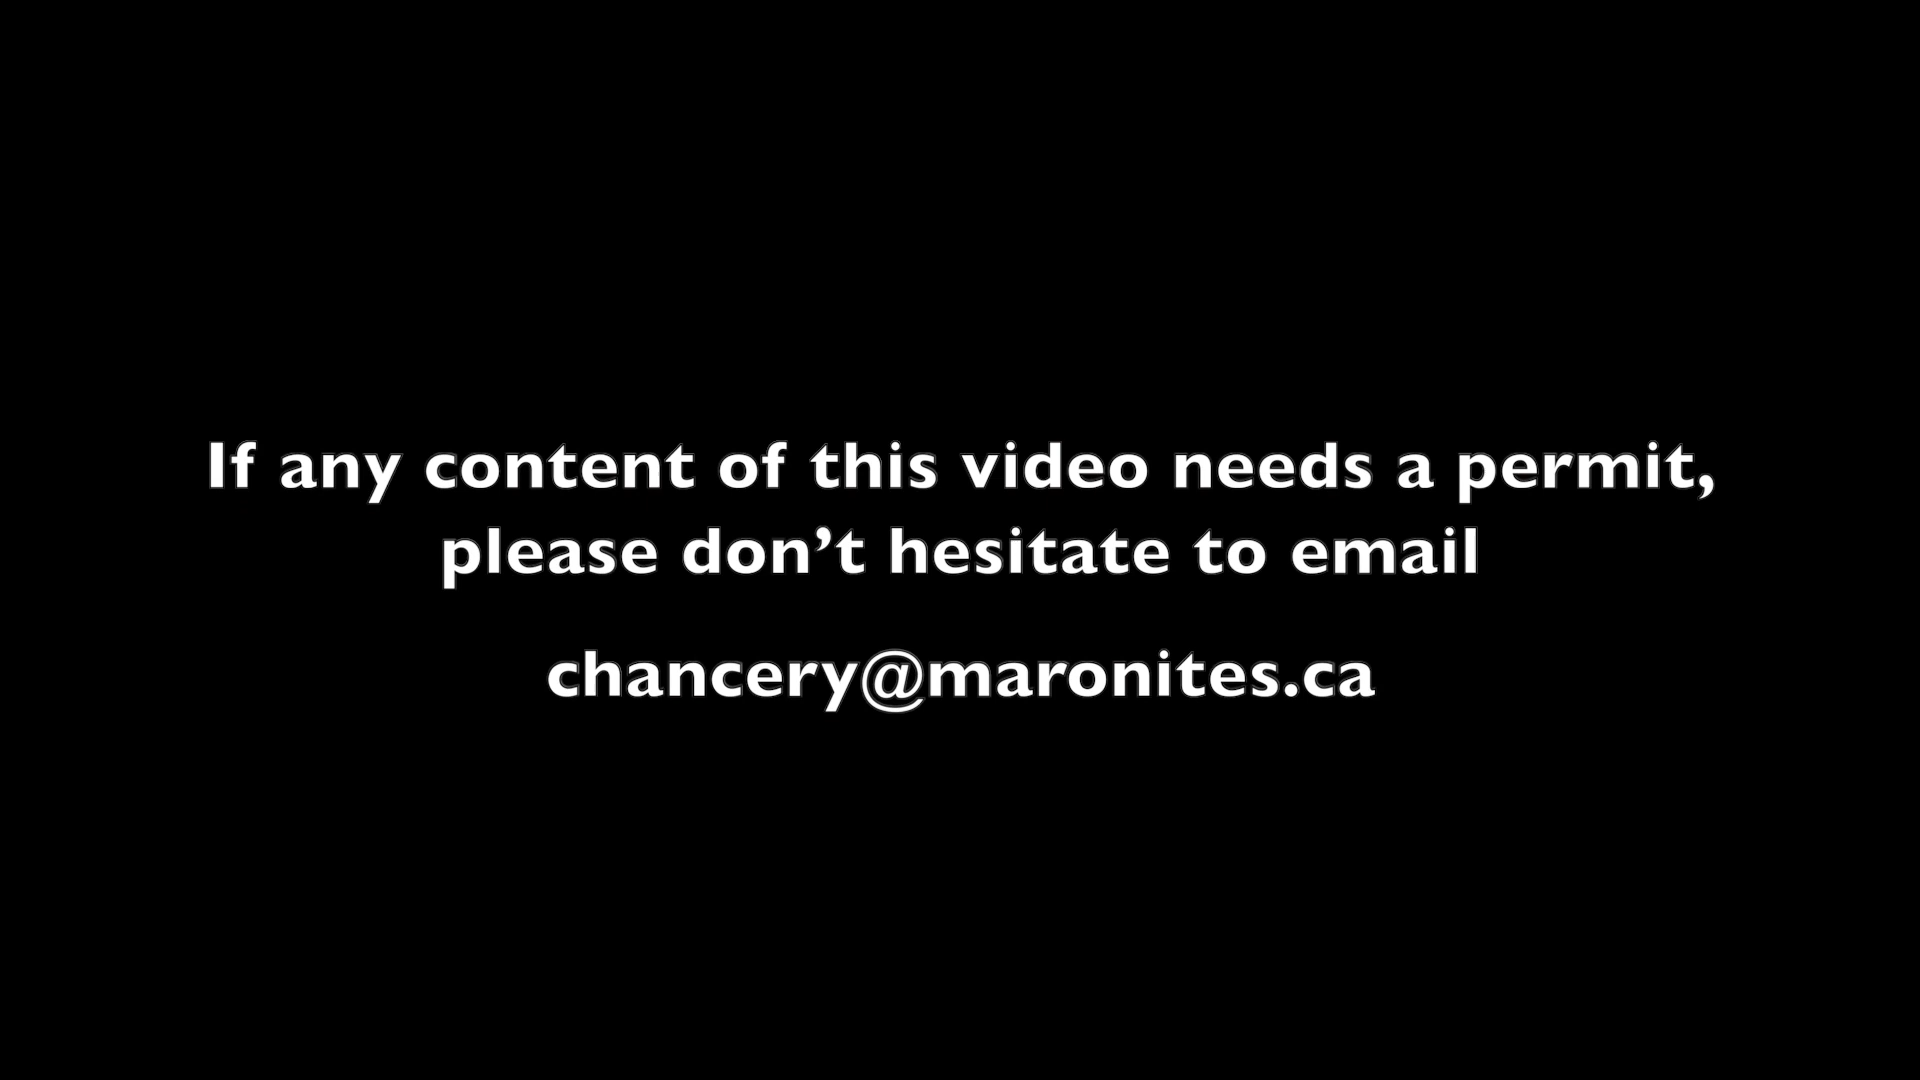 If any content of this video needs a permit,
please don’t hesitate to email
chancery@maronites.ca